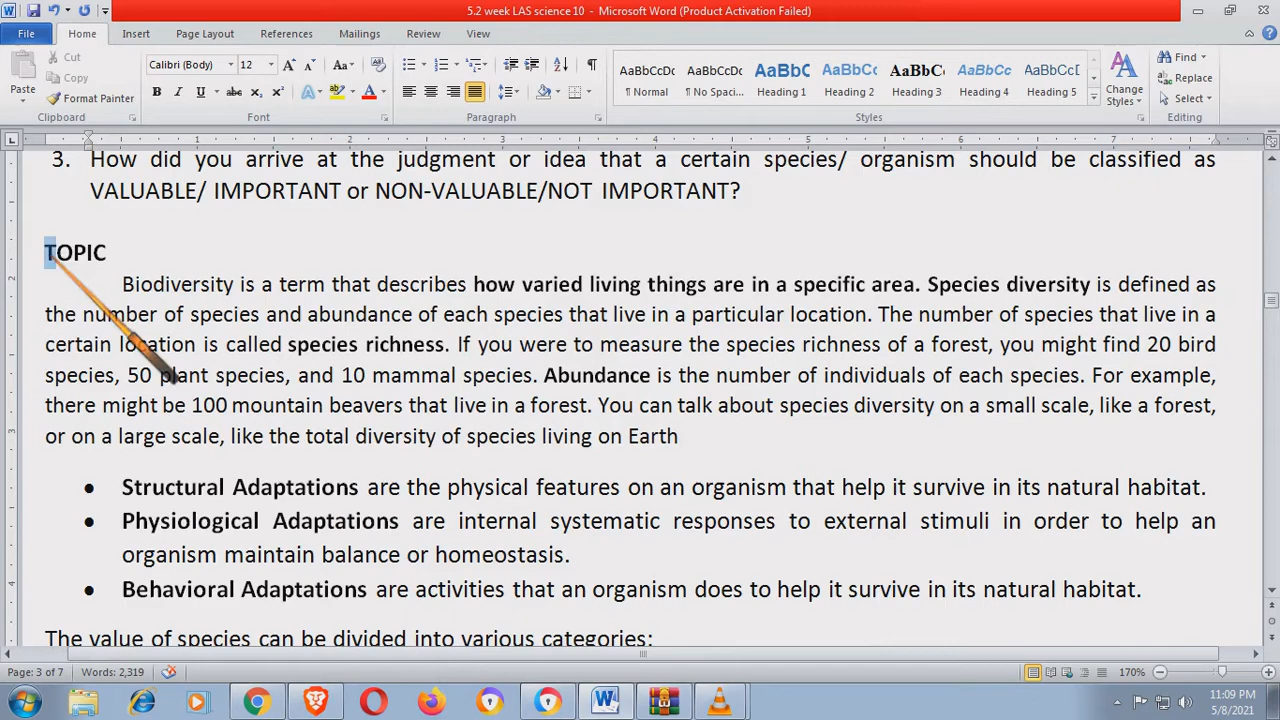 5.2 week LAS science 10 - Microsoft Word (Product Activation Failed)
File Home Insert Page Layout References Mailings Review View
Paste Cut Copy Format Painter Clipboard
Calibri (Body) 12 Font
Paragraph
AaBbCcDc AaBbCcDc AaBbC AaBbCc AaBbCc AaBbCc AaBbCcD
¶ Normal ¶ No Spaci... Heading 1 Heading 2 Heading 3 Heading 4 Heading 5
Change Styles Styles
Find Replace Select Editing
1 2 3 4 5 6 7
3. How did you arrive at the judgment or idea that a certain species/ organism should be classified as
VALUABLE/ IMPORTANT or NON-VALUABLE/NOT IMPORTANT?
TOPIC
Biodiversity is a term that describes how varied living things are in a specific area. Species diversity is defined as
the number of species and abundance of each species that live in a particular location. The number of species that live in a
certain location is called species richness. If you were to measure the species richness of a forest, you might find 20 bird
species, 50 plant species, and 10 mammal species. Abundance is the number of individuals of each species. For example,
there might be 100 mountain beavers that live in a forest. You can talk about species diversity on a small scale, like a forest,
or on a large scale, like the total diversity of species living on Earth
• Structural Adaptations are the physical features on an organism that help it survive in its natural habitat.
• Physiological Adaptations are internal systematic responses to external stimuli in order to help an
organism maintain balance or homeostasis.
• Behavioral Adaptations are activities that an organism does to help it survive in its natural habitat.
The value of species can be divided into various categories:
Page: 3 of 7 Words: 2,319 170%
11:09 PM
5/8/2021